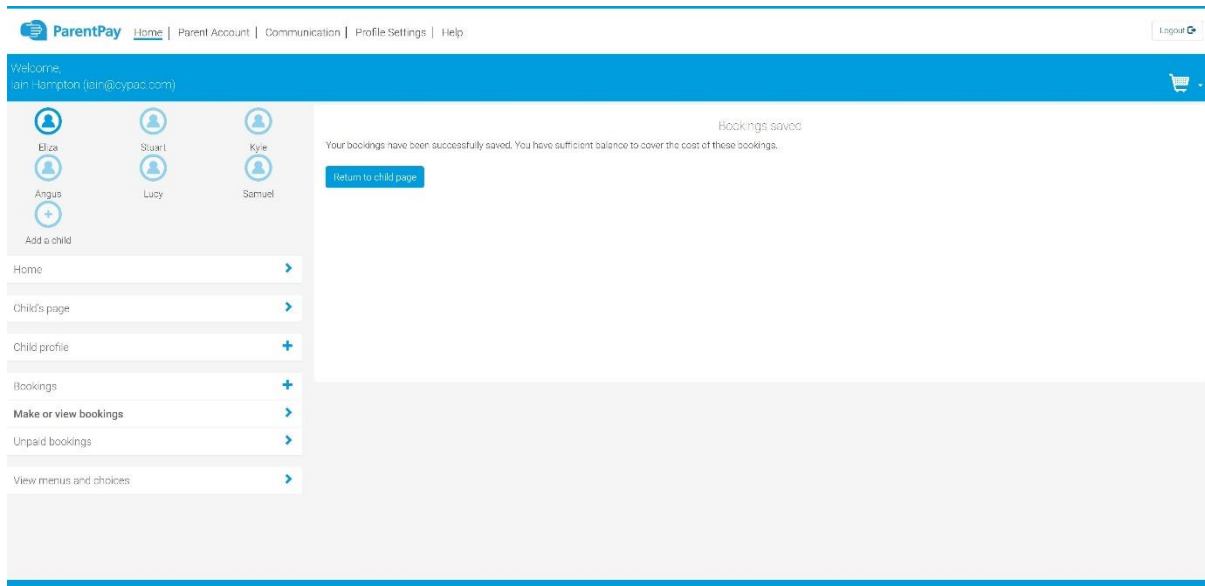 ParentPay Home | Parent Account | Communication | Profile Settings | Help
Logout
Welcome,
Iain Hampton (iain@cypad.com)
Eliza Stuart Kyle
Angus Lucy Samuel
Add a child
Home
Child's page
Child profile
Bookings
Make or view bookings
Unpaid bookings
View menus and choices
Bookings saved
Your bookings have been successfully saved. You have sufficient balance to cover the cost of these bookings.
Return to child page